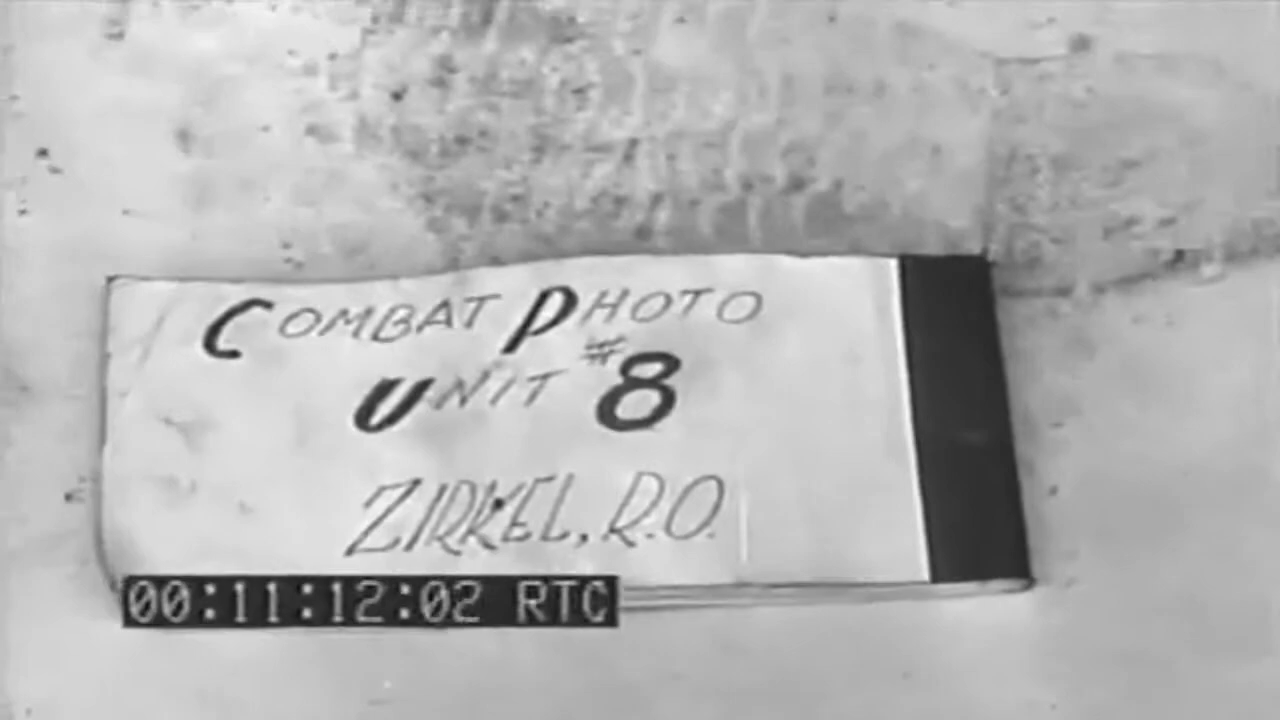 COMBAT PHOTO
UNIT #8
ZIRKEL, R.O.
00:11:12:02 RTC